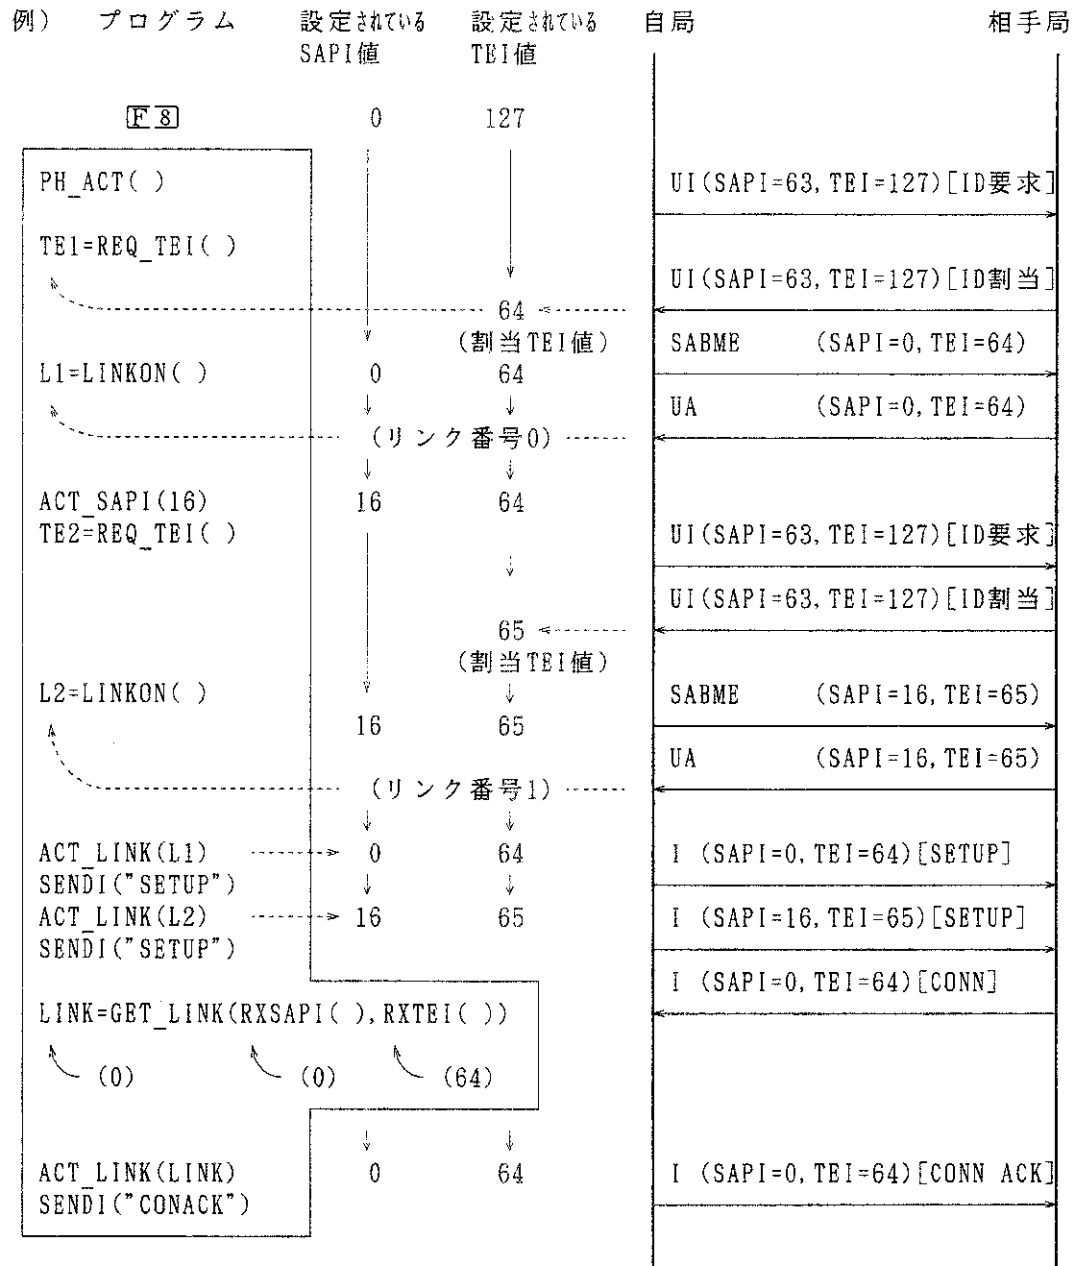 例） プログラム 設定されている 設定されている 自局 相手局
SAPI値 TEI値
F 8 0 127
PH_ACT( ) UI(SAPI=63,TEI=127)[ID要求]
TE1=REQ_TEI( )
UI(SAPI=63,TEI=127)[ID割当]
64
(割当TEI値) SABME (SAPI=0,TEI=64)
L1=LINKON( ) 0 64
UA (SAPI=0,TEI=64)
(リンク番号0)
ACT_SAPI(16) 16 64
TE2=REQ_TEI( ) UI(SAPI=63,TEI=127)[ID要求]
UI(SAPI=63,TEI=127)[ID割当]
65
(割当TEI値)
L2=LINKON( ) SABME (SAPI=16,TEI=65)
16 65
UA (SAPI=16,TEI=65)
(リンク番号1)
ACT_LINK(L1) 0 64 I (SAPI=0,TEI=64)[SETUP]
SENDI("SETUP")
ACT_LINK(L2) 16 65 I (SAPI=16,TEI=65)[SETUP]
SENDI("SETUP")
I (SAPI=0,TEI=64)[CONN]
LINK=GET_LINK(RXSAPI( ),RXTEI( ))
(0) (0) (64)
ACT_LINK(LINK) 0 64 I (SAPI=0,TEI=64)[CONN ACK]
SENDI("CONACK")